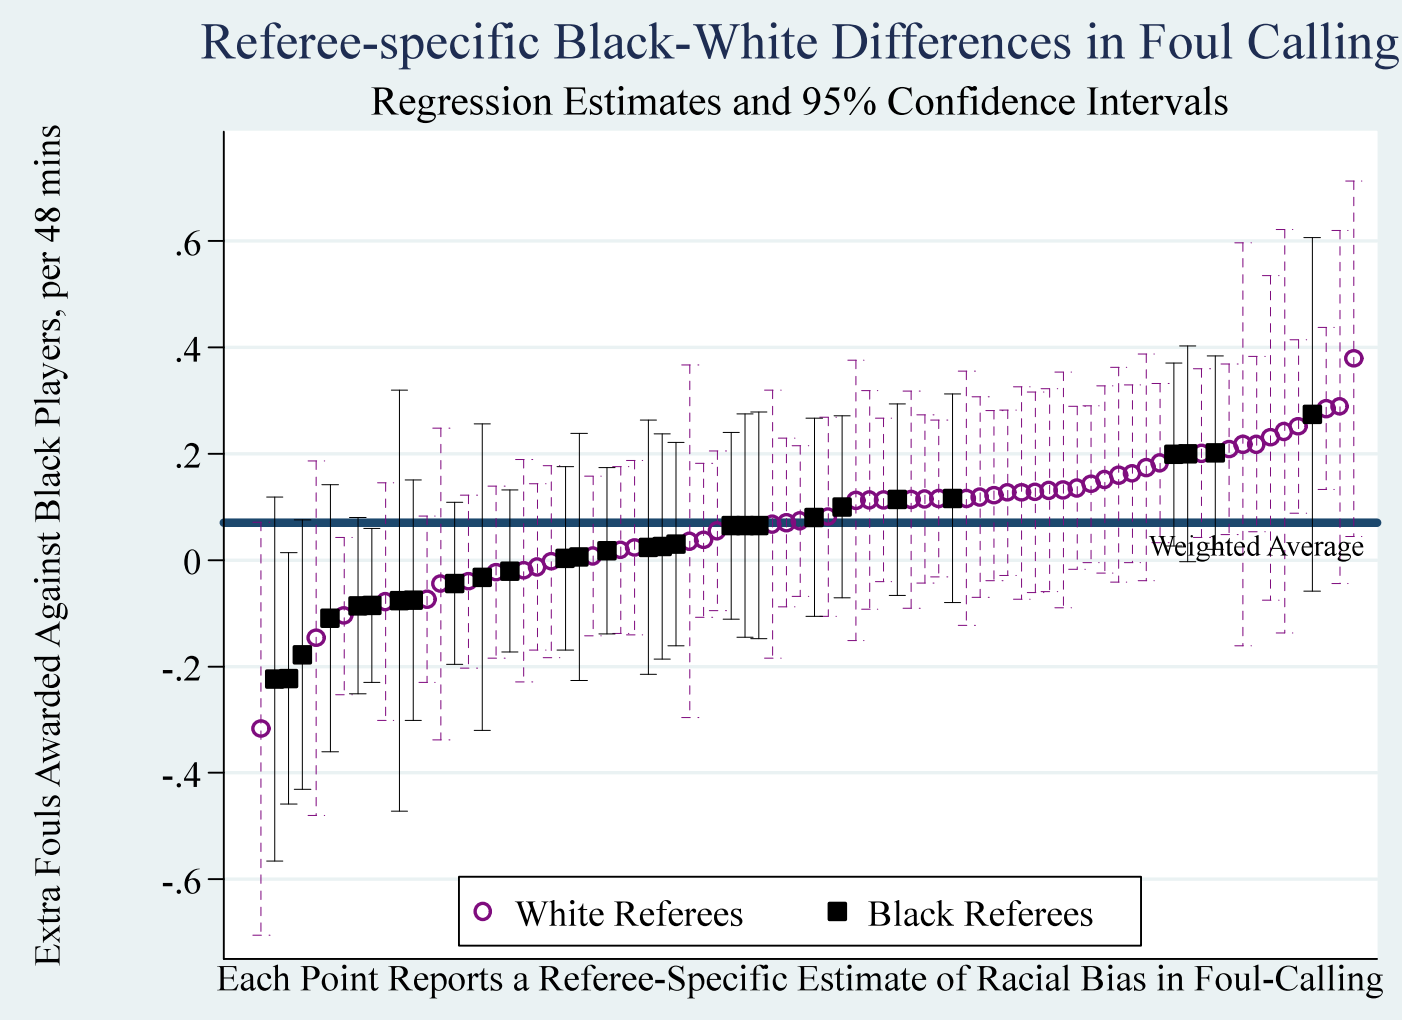 Referee-specific Black-White Differences in Foul Calling
Regression Estimates and 95% Confidence Intervals
Extra Fouls Awarded Against Black Players, per 48 mins
.6
.4
.2
0
-.2
-.4
-.6
Weighted Average
White Referees
Black Referees
Each Point Reports a Referee-Specific Estimate of Racial Bias in Foul-Calling